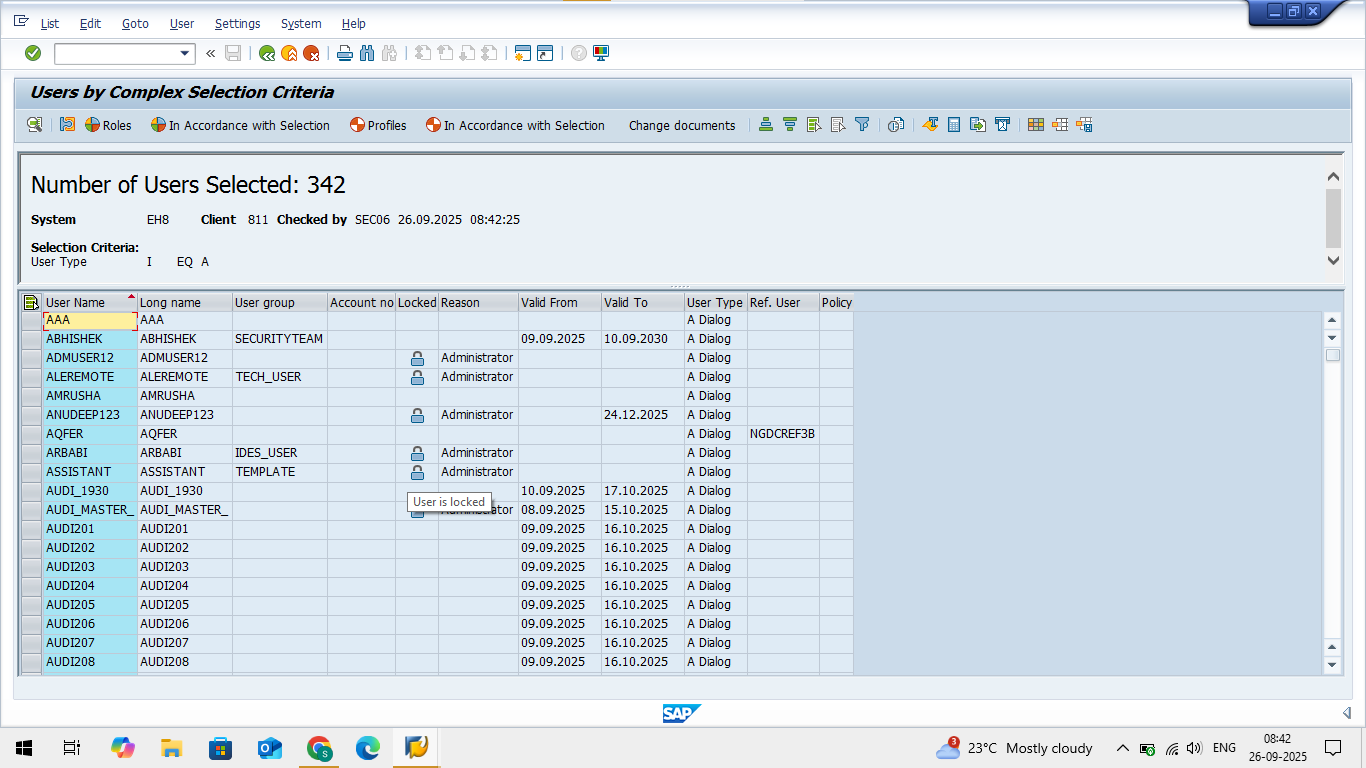 List Edit Goto User Settings System Help
Users by Complex Selection Criteria
Roles In Accordance with Selection Profiles In Accordance with Selection Change documents
Number of Users Selected: 342
System EH8 Client 811 Checked by SEC06 26.09.2025 08:42:25
Selection Criteria:
User Type I EQ A
User Name Long name User group Account no Locked Reason Valid From Valid To User Type Ref. User Policy
AAA AAA A Dialog
ABHISHEK ABHISHEK SECURITYTEAM 09.09.2025 10.09.2030 A Dialog
ADMUSER12 ADMUSER12 Administrator A Dialog
ALEREMOTE ALEREMOTE TECH_USER Administrator A Dialog
AMRUSHA AMRUSHA A Dialog
ANUDEEP123 ANUDEEP123 Administrator 24.12.2025 A Dialog
AQFER AQFER A Dialog NGDCREF3B
ARBABI ARBABI IDES_USER Administrator A Dialog
ASSISTANT ASSISTANT TEMPLATE Administrator A Dialog
AUDI_1930 AUDI_1930 10.09.2025 17.10.2025 A Dialog
User is locked
AUDI_MASTER_ AUDI_MASTER_ Administrator 08.09.2025 15.10.2025 A Dialog
AUDI201 AUDI201 09.09.2025 16.10.2025 A Dialog
AUDI202 AUDI202 09.09.2025 16.10.2025 A Dialog
AUDI203 AUDI203 09.09.2025 16.10.2025 A Dialog
AUDI204 AUDI204 09.09.2025 16.10.2025 A Dialog
AUDI205 AUDI205 09.09.2025 16.10.2025 A Dialog
AUDI206 AUDI206 09.09.2025 16.10.2025 A Dialog
AUDI207 AUDI207 09.09.2025 16.10.2025 A Dialog
AUDI208 AUDI208 09.09.2025 16.10.2025 A Dialog
SAP
3 23°C Mostly cloudy ENG 08:42
26-09-2025